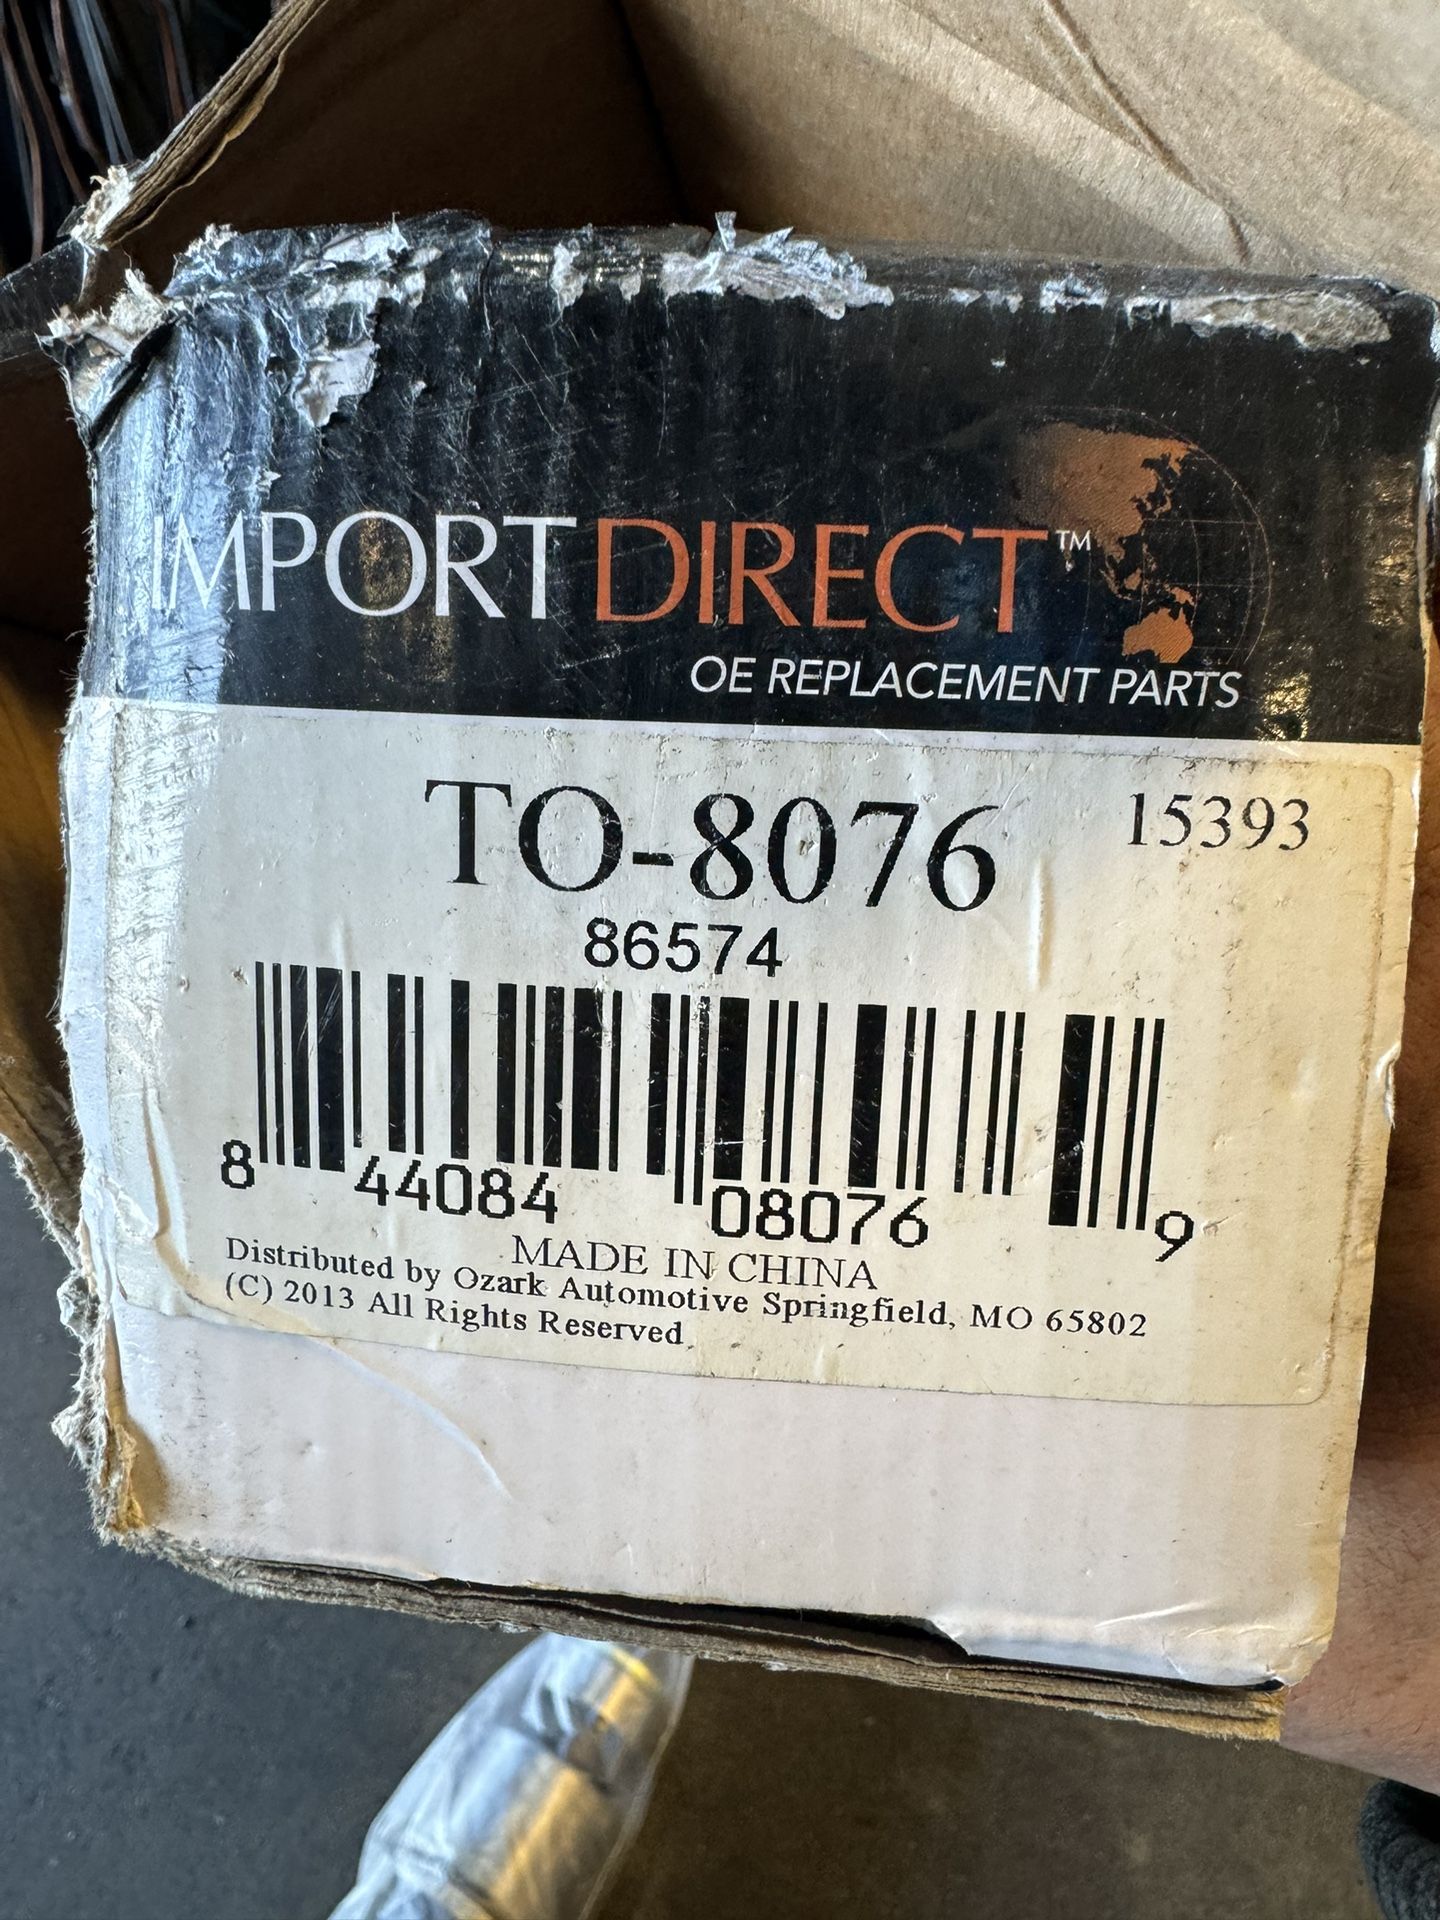 IMPORT DIRECT™
OE REPLACEMENT PARTS
TO-8076 15393
86574
8 44084 08076 9
MADE IN CHINA
Distributed by Ozark Automotive Springfield, MO 65802
(C) 2013 All Rights Reserved